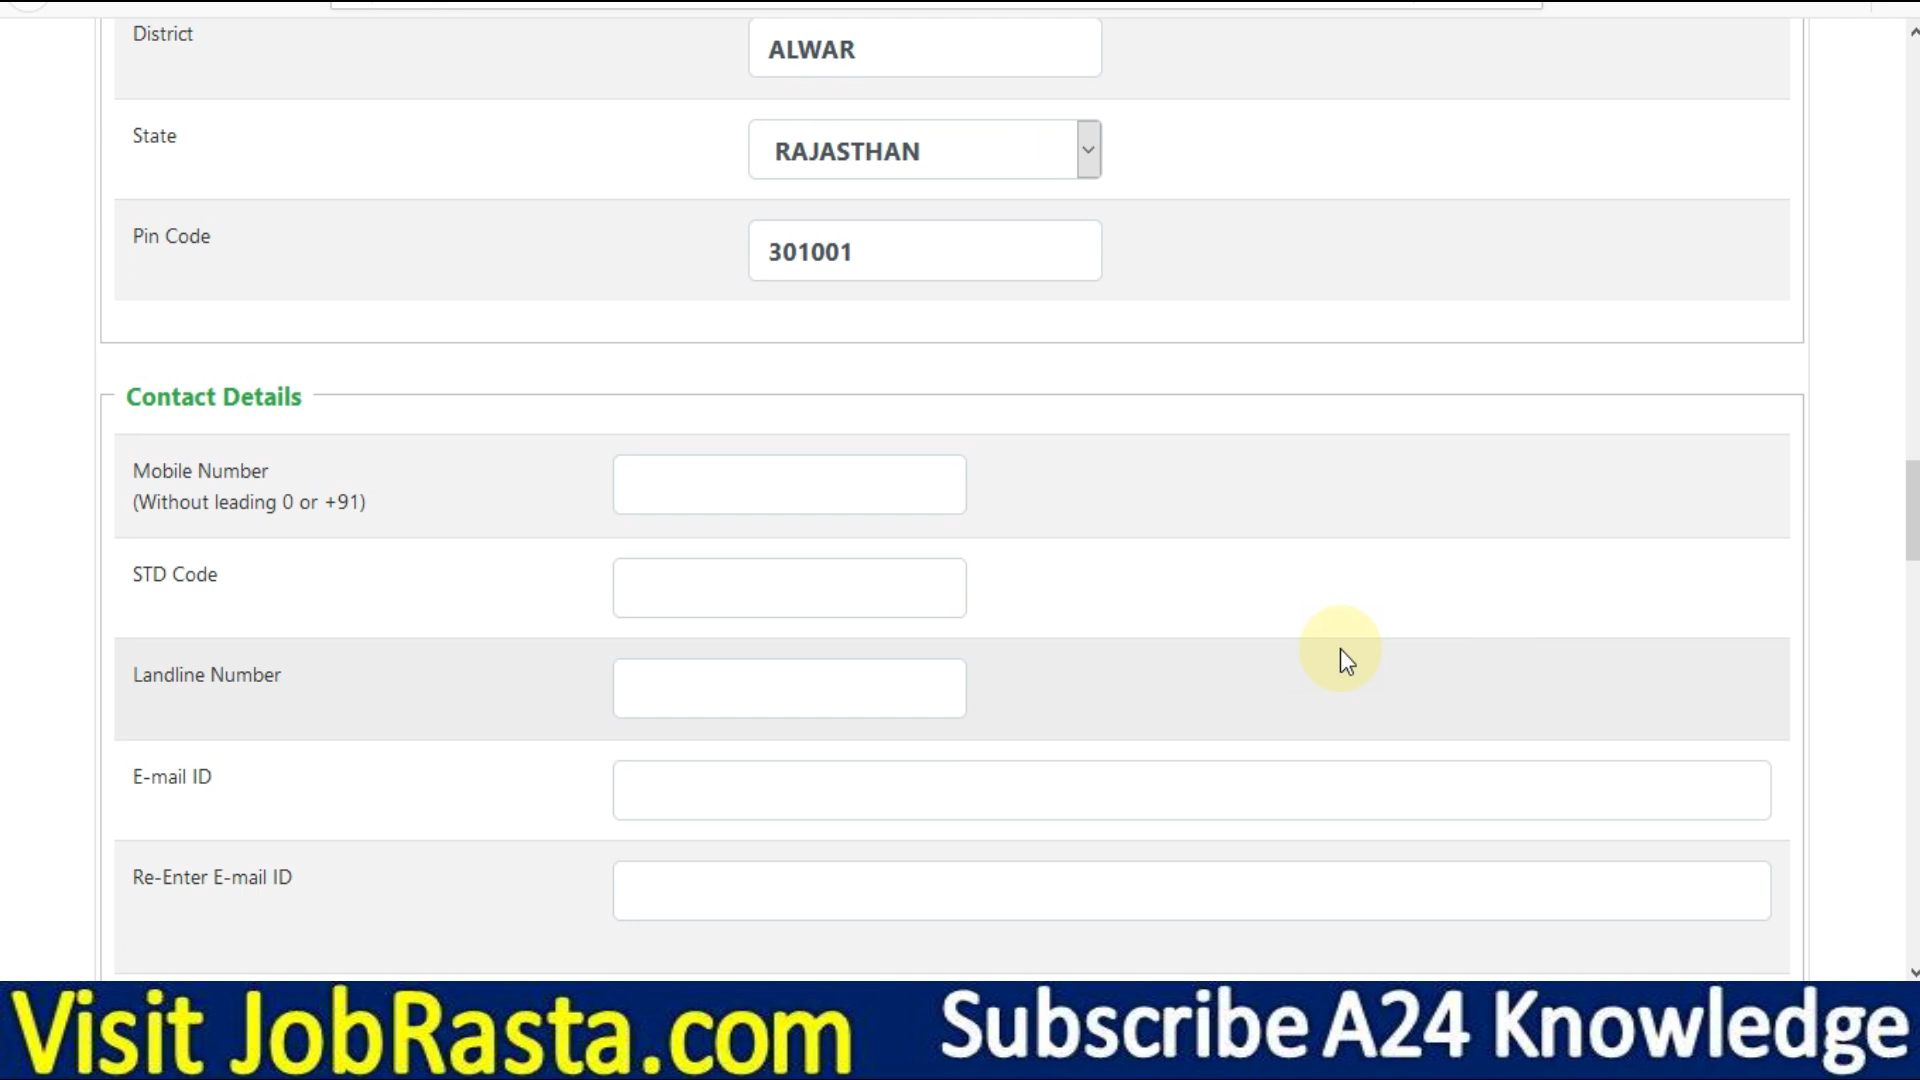 District
ALWAR
State
RAJASTHAN
Pin Code
301001
Contact Details
Mobile Number
(Without leading 0 or +91)
STD Code
Landline Number
E-mail ID
Re-Enter E-mail ID
Visit JobRasta.com
Subscribe A24 Knowledge